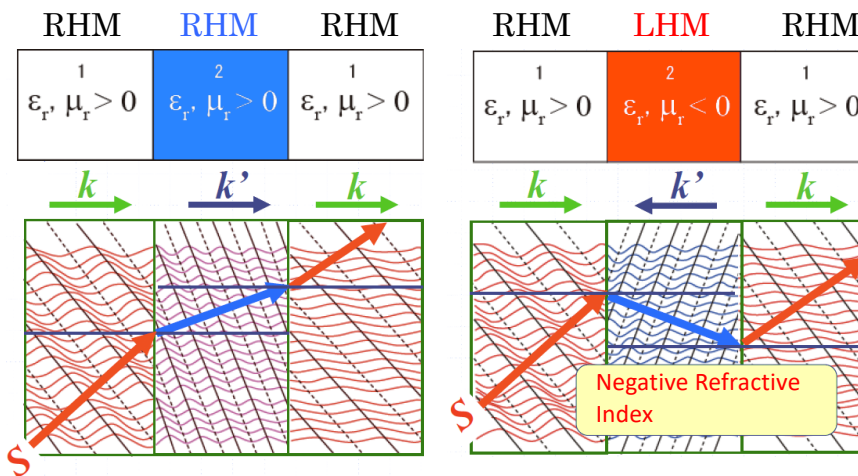 RHM RHM RHM
1 2 1
εr, μr > 0 εr, μr > 0 εr, μr > 0
k k’ k
S
RHM LHM RHM
1 2 1
εr, μr > 0 εr, μr < 0 εr, μr > 0
k k’ k
S
Negative Refractive
Index